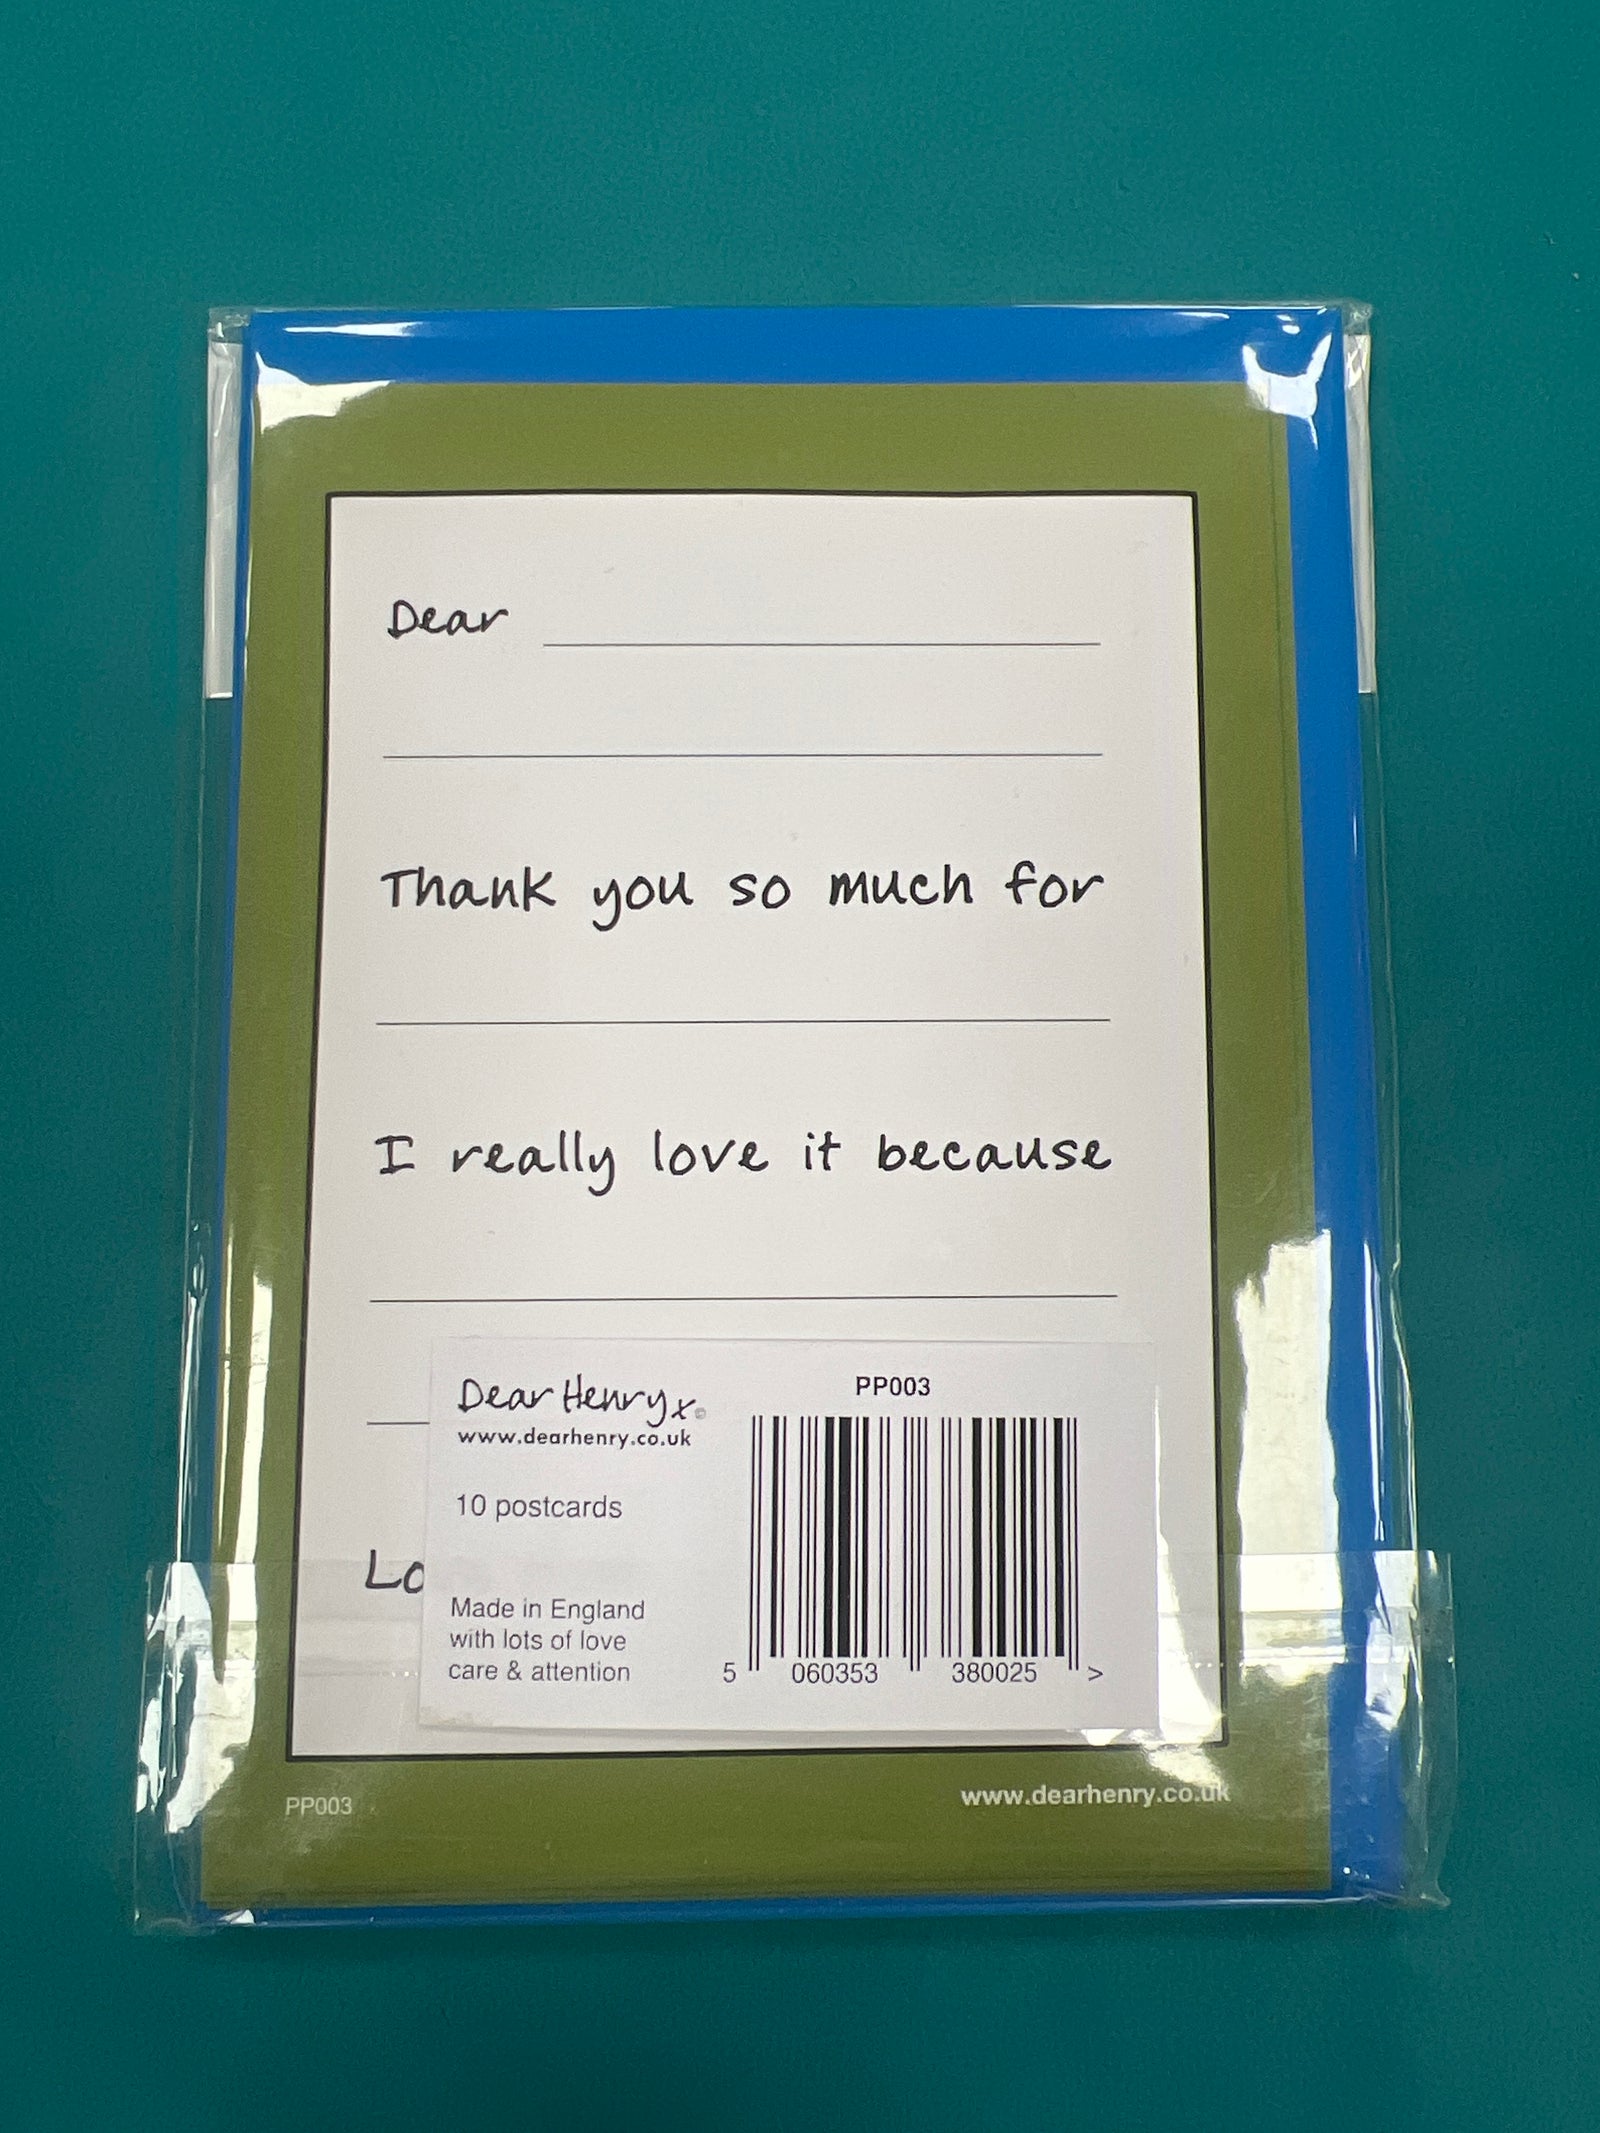 Dear
Thank you so much for
I really love it because
Dear Henry x ©
www.dearhenry.co.uk
10 postcards
Lo
Made in England
with lots of love
care & attention
PP003
5 060353 380025 >
PP003
www.dearhenry.co.uk